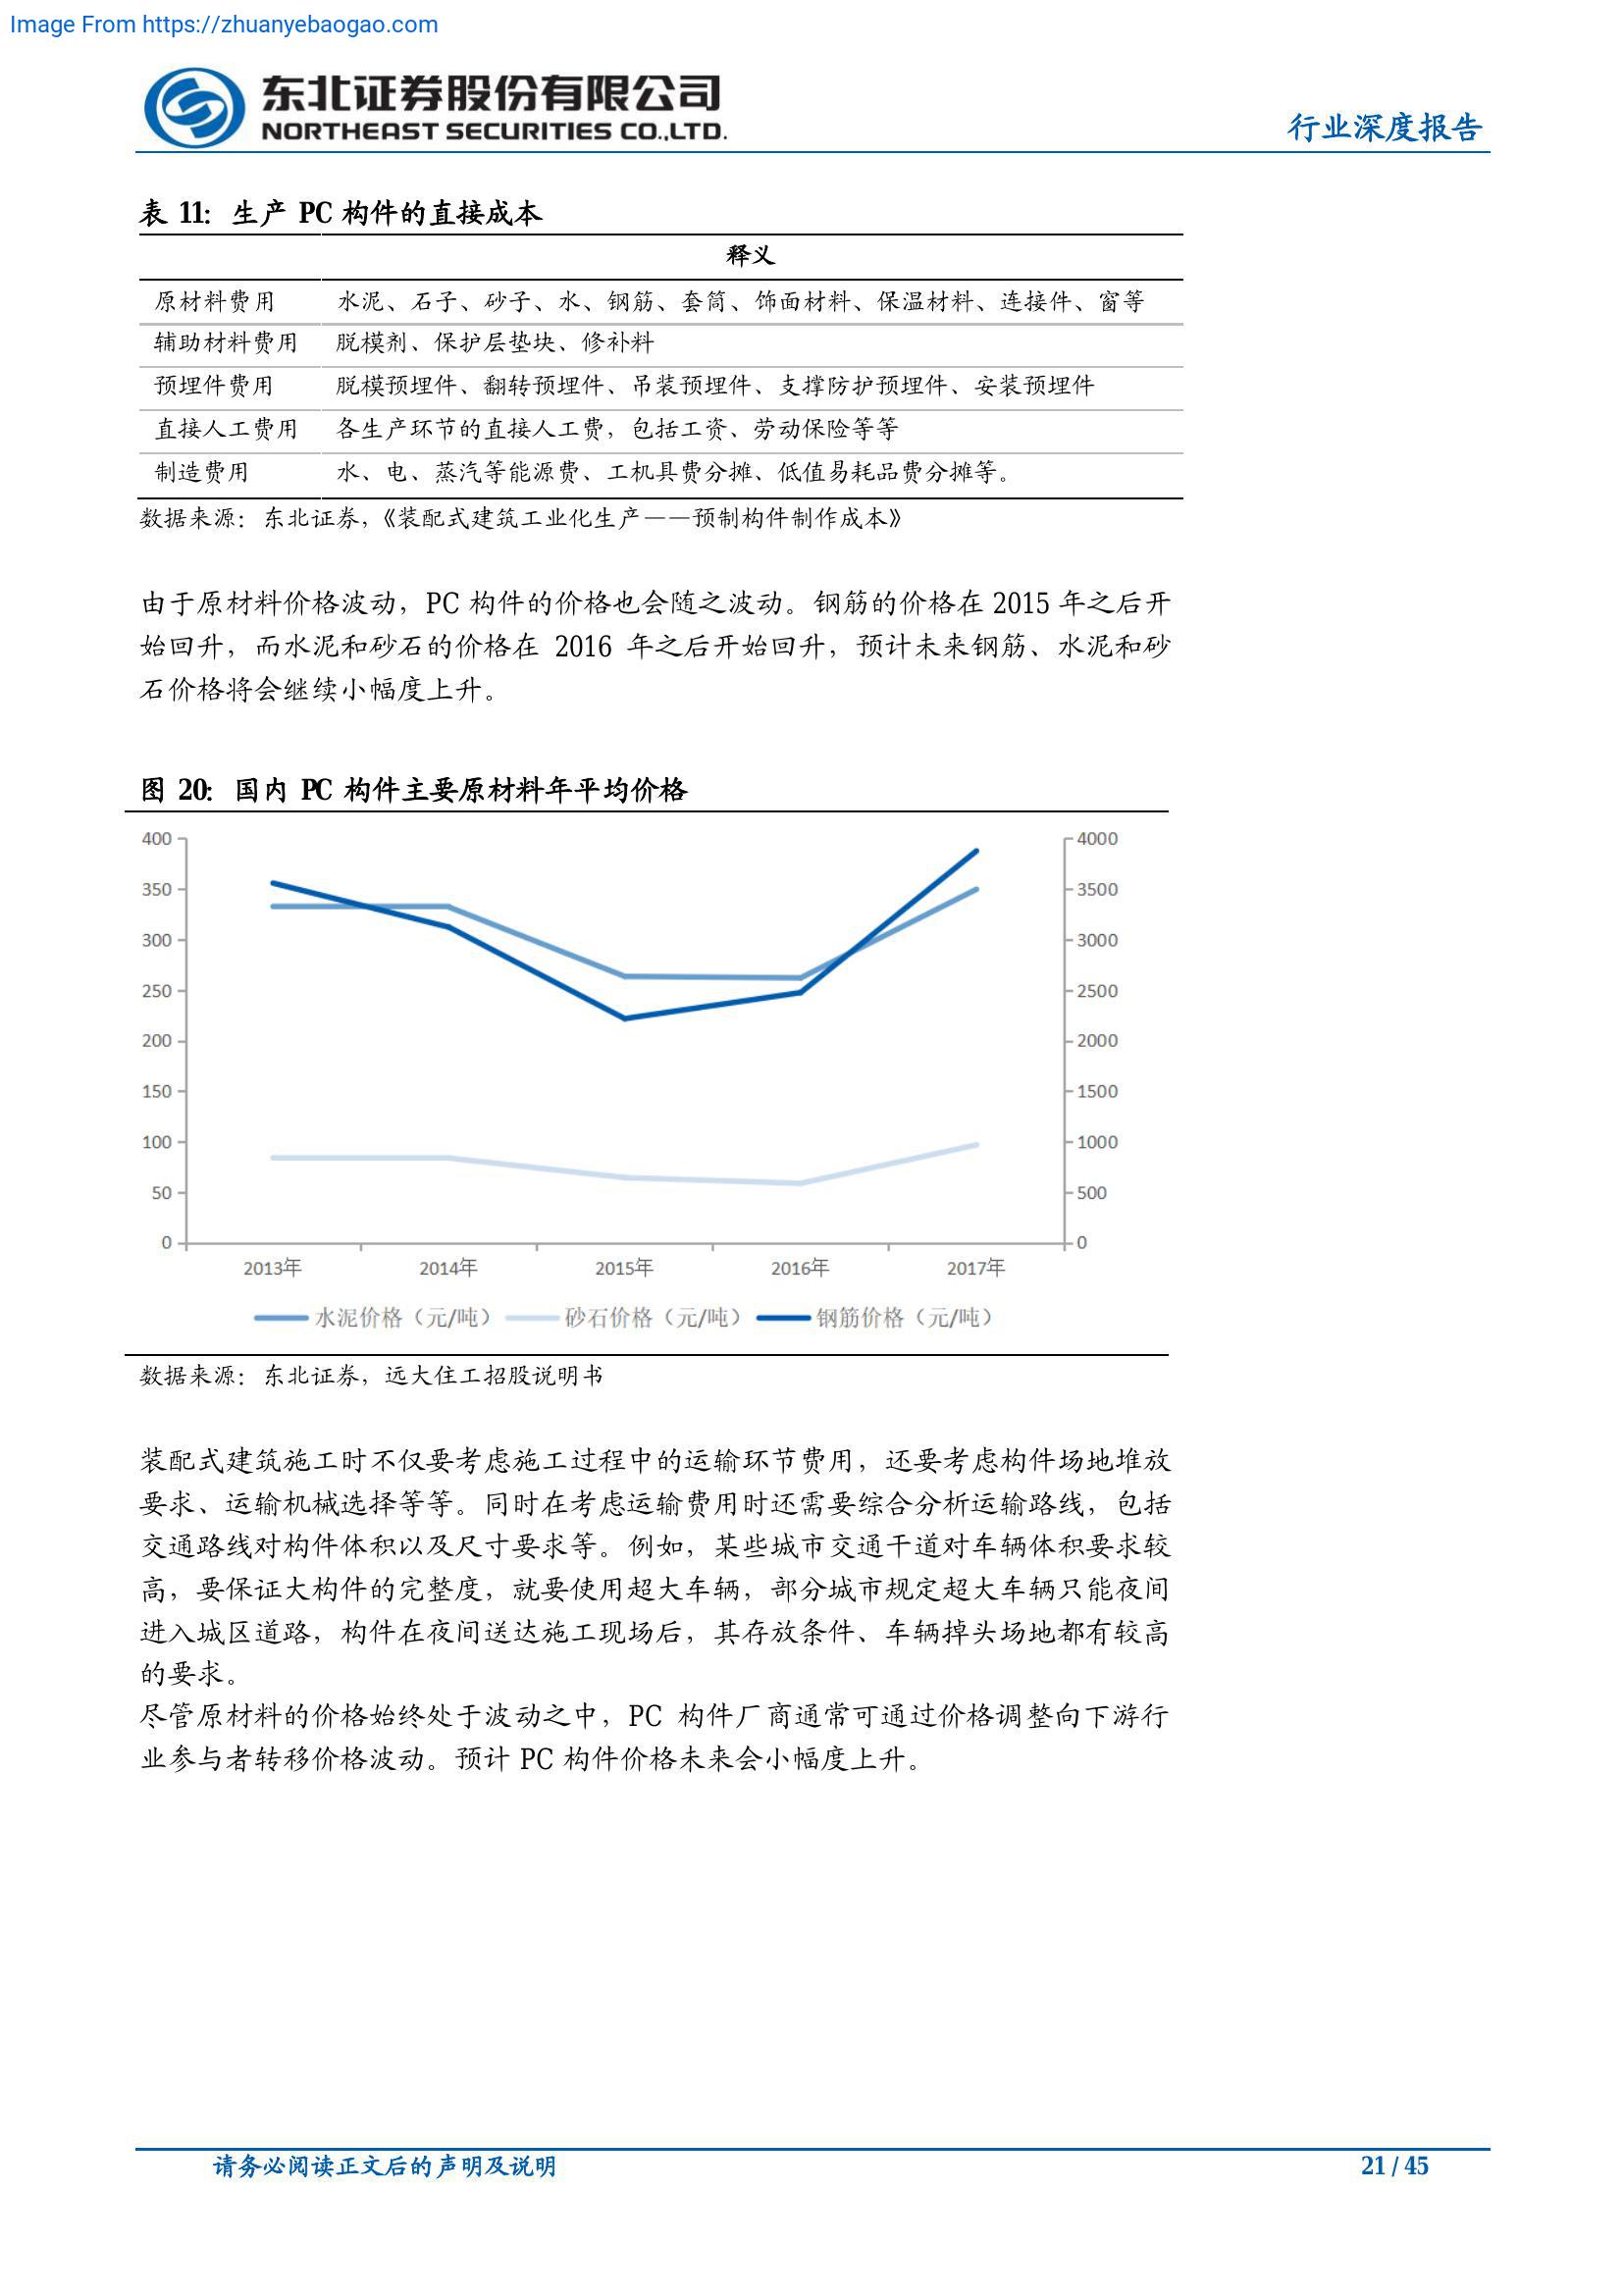 Image From https://zhuanyebaogao.com
东北证券股份有限公司
NORTHEAST SECURITIES CO.,LTD.
行业深度报告
表 11: 生产 PC 构件的直接成本
释义
原材料费用 水泥、石子、砂子、水、钢筋、套筒、饰面材料、保温材料、连接件、窗等
辅助材料费用 脱模剂、保护层垫块、修补料
预埋件费用 脱模预埋件、翻转预埋件、吊装预埋件、支撑防护预埋件、安装预埋件
直接人工费用 各生产环节的直接人工费，包括工资、劳动保险等等
制造费用 水、电、蒸汽等能源费、工机具费分摊、低值易耗品费分摊等。
数据来源：东北证券，《装配式建筑工业化生产——预制构件制作成本》
由于原材料价格波动，PC 构件的价格也会随之波动。钢筋的价格在 2015 年之后开
始回升，而水泥和砂石的价格在 2016 年之后开始回升，预计未来钢筋、水泥和砂
石价格将会继续小幅度上升。
图 20: 国内 PC 构件主要原材料年平均价格
400 4000
350 3500
300 3000
250 2500
200 2000
150 1500
100 1000
50 500
0 0
2013年 2014年 2015年 2016年 2017年
水泥价格（元/吨） 砂石价格（元/吨） 钢筋价格（元/吨）
数据来源：东北证券，远大住工招股说明书
装配式建筑施工时不仅要考虑施工过程中的运输环节费用，还要考虑构件场地堆放
要求、运输机械选择等等。同时在考虑运输费用时还需要综合分析运输路线，包括
交通路线对构件体积以及尺寸要求等。例如，某些城市交通干道对车辆体积要求较
高，要保证大构件的完整度，就要使用超大车辆，部分城市规定超大车辆只能夜间
进入城区道路，构件在夜间送达施工现场后，其存放条件、车辆掉头场地都有较高
的要求。
尽管原材料的价格始终处于波动之中，PC 构件厂商通常可通过价格调整向下游行
业参与者转移价格波动。预计 PC 构件价格未来会小幅度上升。
请务必阅读正文后的声明及说明
21 / 45